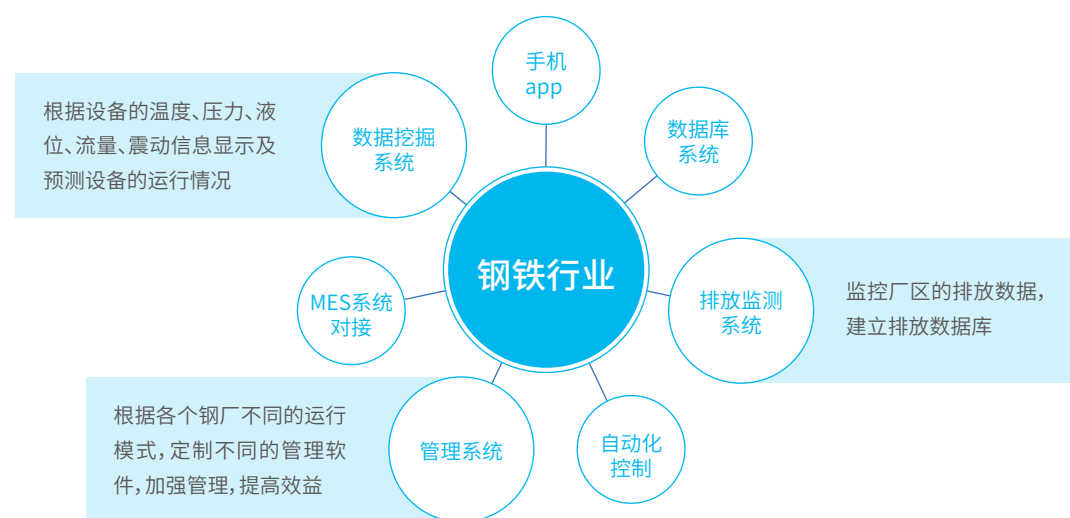 手机
app
根据设备的温度、压力、液
位、流量、震动信息显示及
预测设备的运行情况
数据挖掘
系统
数据库
系统
钢铁行业
MES系统
对接
排放监测
系统
监控厂区的排放数据,
建立排放数据库
根据各个钢厂不同的运行
模式,定制不同的管理软
件,加强管理,提高效益
管理系统
自动化
控制